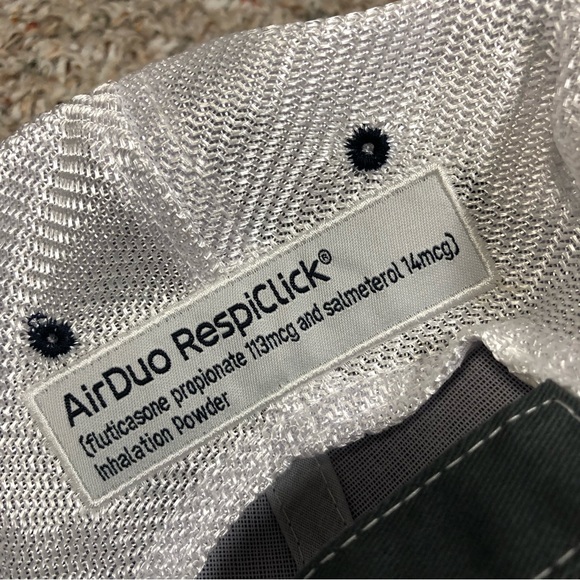 AirDuo RespiClick®
(fluticasone propionate 113mcg and salmeterol 14mcg)
Inhalation Powder